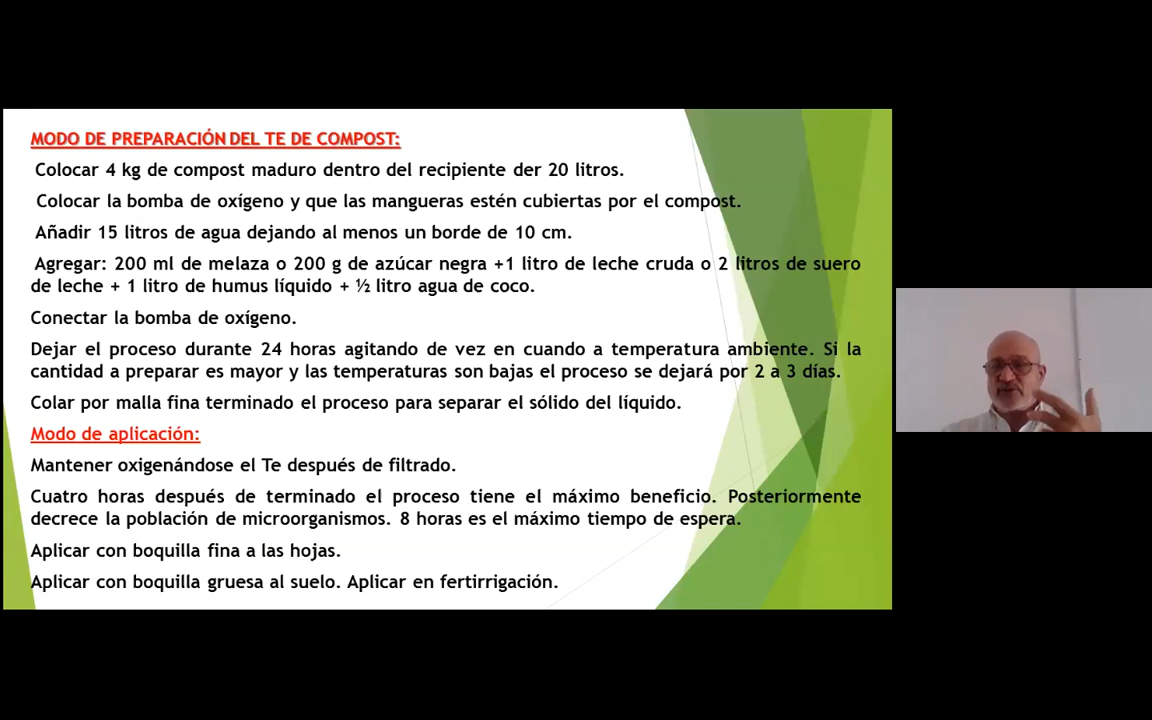 MODO DE PREPARACIÓN DEL TE DE COMPOST:
Colocar 4 kg de compost maduro dentro del recipiente der 20 litros.
Colocar la bomba de oxígeno y que las mangueras estén cubiertas por el compost.
Añadir 15 litros de agua dejando al menos un borde de 10 cm.
Agregar: 200 ml de melaza o 200 g de azúcar negra +1 litro de leche cruda o 2 litros de suero
de leche + 1 litro de humus líquido + ½ litro agua de coco.
Conectar la bomba de oxígeno.
Dejar el proceso durante 24 horas agitando de vez en cuando a temperatura ambiente. Si la
cantidad a preparar es mayor y las temperaturas son bajas el proceso se dejará por 2 a 3 días.
Colar por malla fina terminado el proceso para separar el sólido del líquido.
Modo de aplicación:
Mantener oxigenándose el Te después de filtrado.
Cuatro horas después de terminado el proceso tiene el máximo beneficio. Posteriormente
decrece la población de microorganismos. 8 horas es el máximo tiempo de espera.
Aplicar con boquilla fina a las hojas.
Aplicar con boquilla gruesa al suelo. Aplicar en fertirrigación.